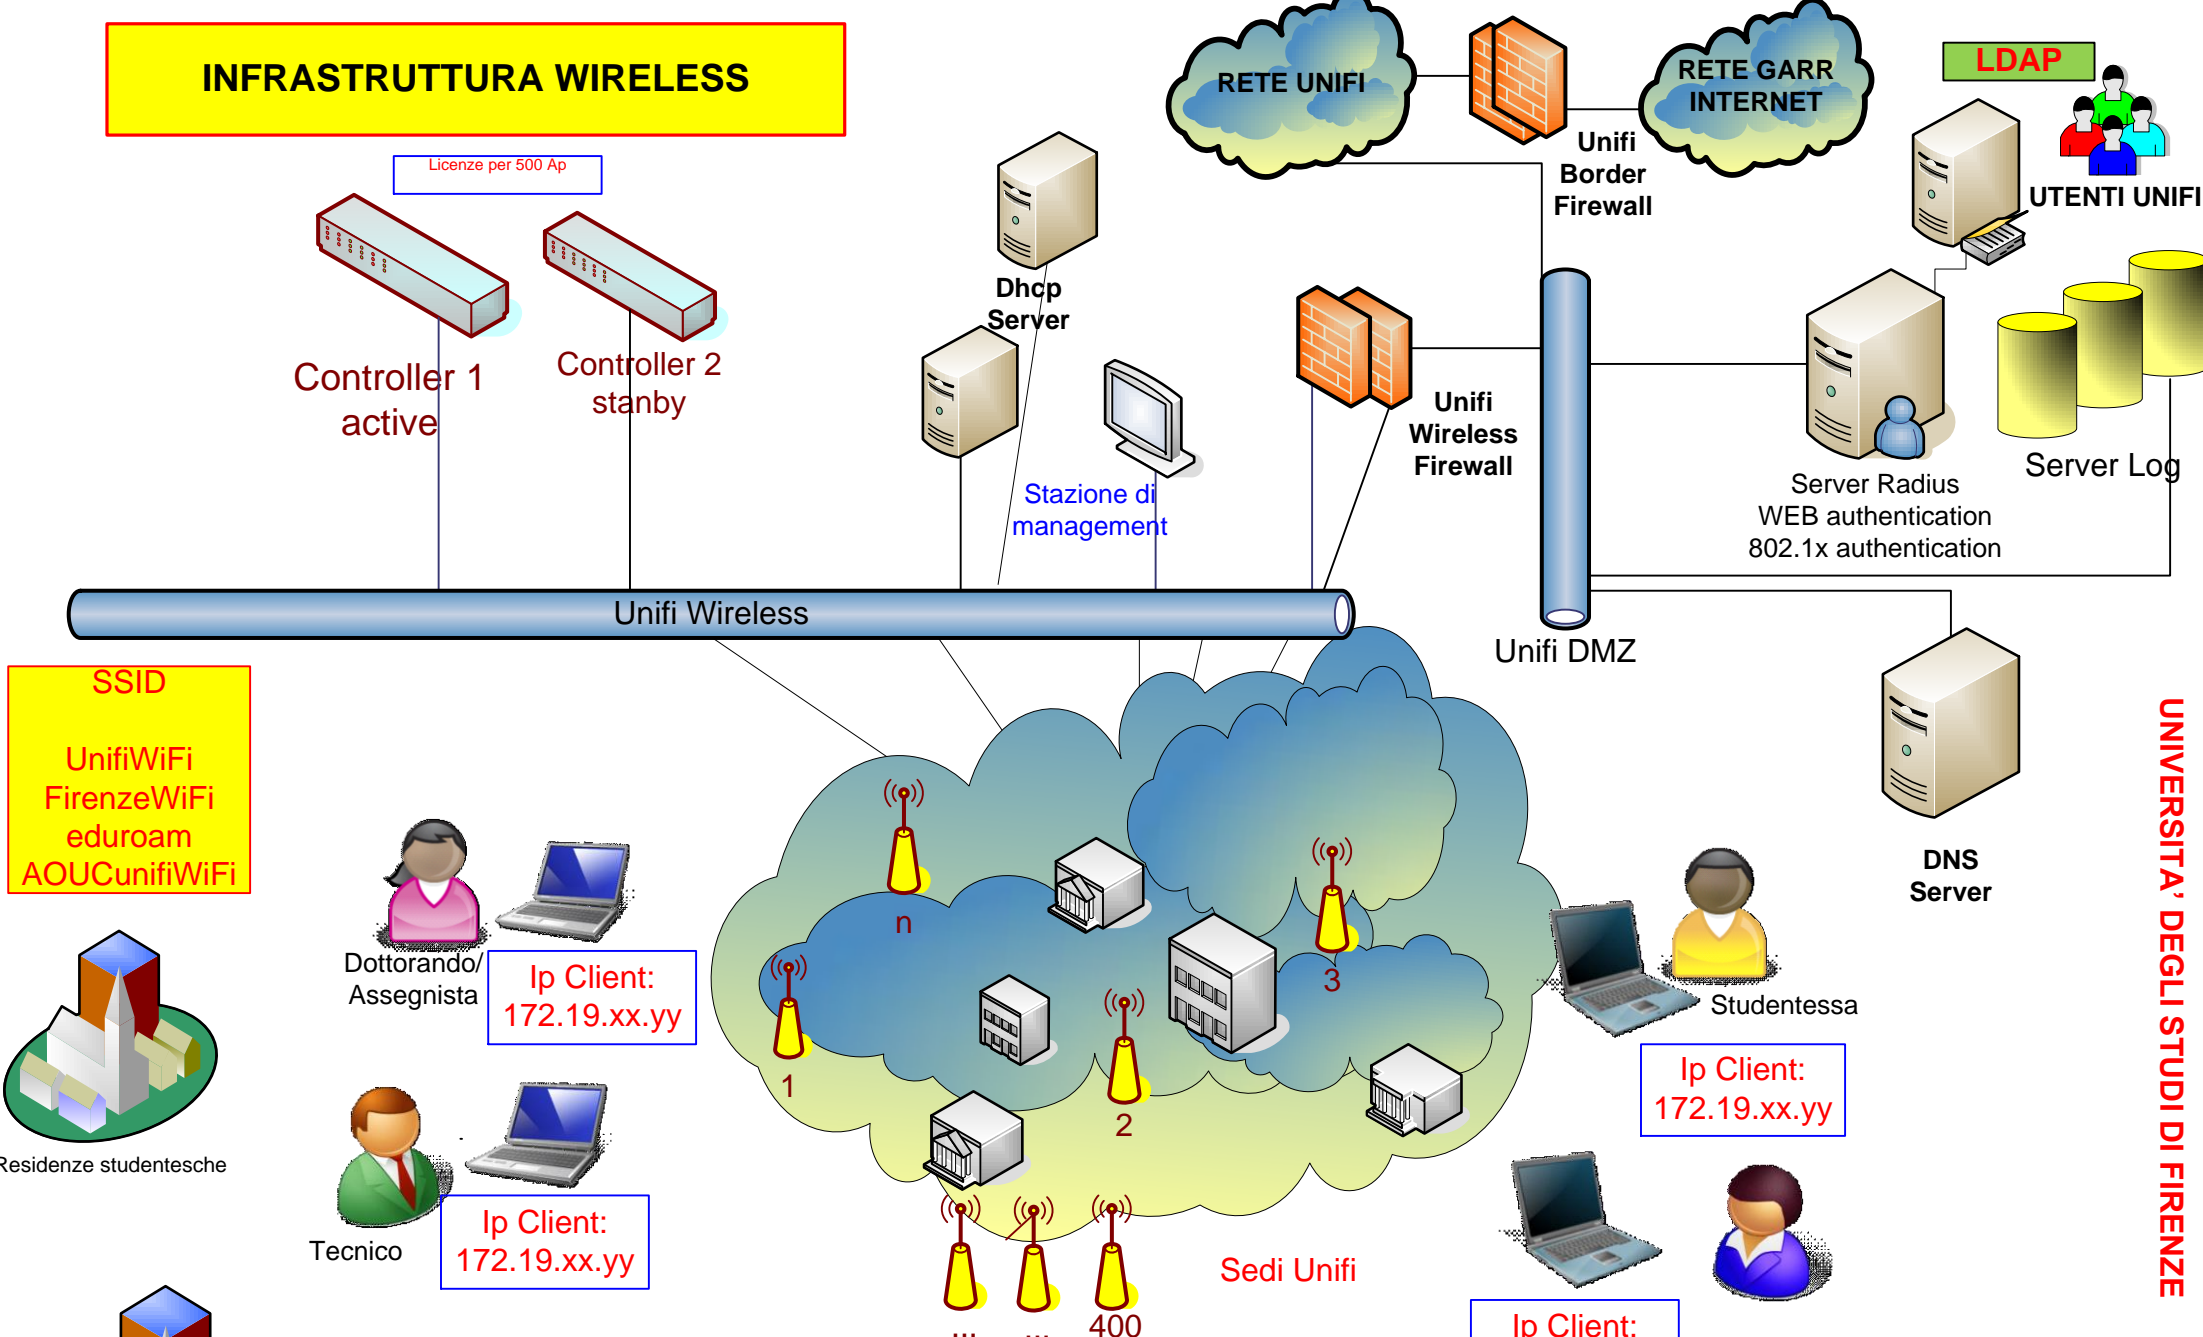 INFRASTRUTTURA WIRELESS
Licenze per 500 Ap
Controller 1
active
Controller 2
stanby
Dhcp
Server
Stazione di
management
RETE UNIFI
Unifi
Border
Firewall
RETE GARR
INTERNET
LDAP
UTENTI UNIFI
Unifi
Wireless
Firewall
Server Radius
WEB authentication
802.1x authentication
Server Log
Unifi Wireless
Unifi DMZ
DNS
Server
SSID
UnifiWiFi
FirenzeWiFi
eduroam
AOUCunifiWiFi
Residenze studentesche
Dottorando/
Assegnista
Ip Client:
172.19.xx.yy
Tecnico
Ip Client:
172.19.xx.yy
n
1
2
3
...
...
400
Sedi Unifi
Studentessa
Ip Client:
172.19.xx.yy
Ip Client:
UNIVERSITA' DEGLI STUDI DI FIRENZE